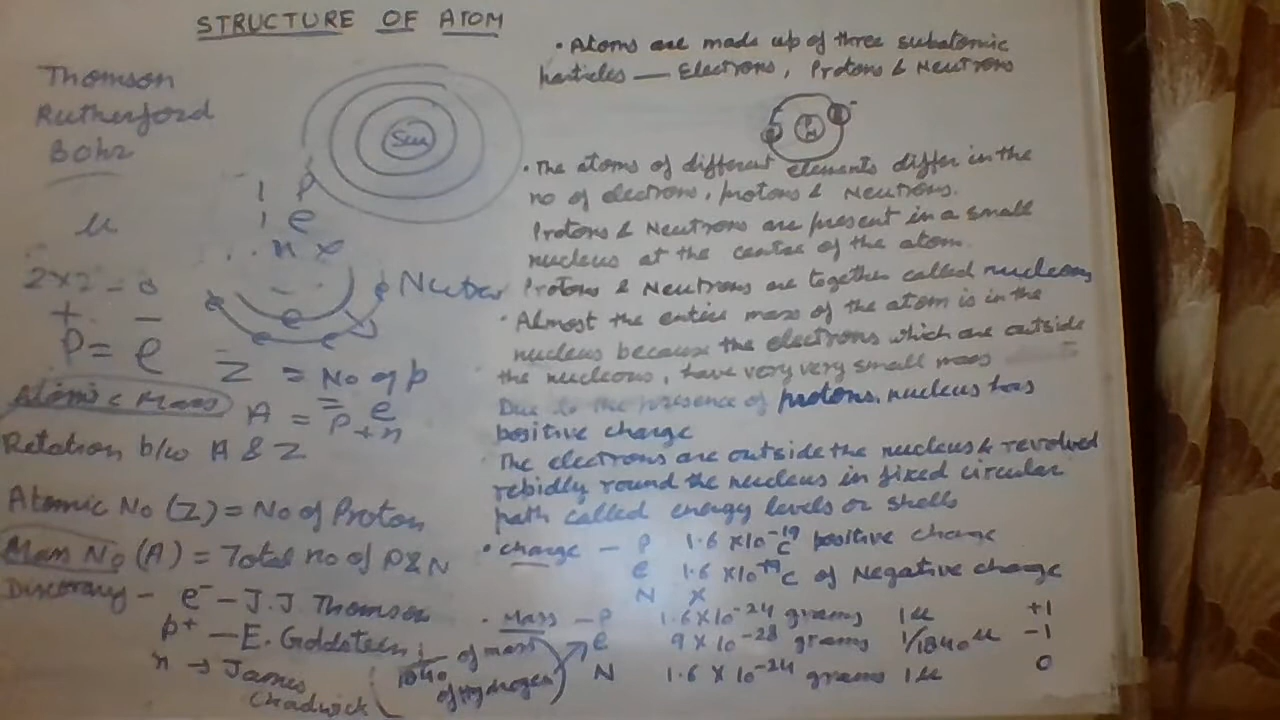 STRUCTURE OF ATOM
Thomson
Rutherford
Bohr
Sun
1 P
1 e
n x
u
2x2 - 8
+ -
P = e
e
e
e
e
Z = No of p
= e
A = P+n
Atomic Mass
Relation b/w A & Z
Atomic No (Z) = No of Proton
Mass No (A) = Total no of P & N
Discovary - e- - J.J. Thomson
p+ - E. Goldstein
n → James
Chadwick
1/1840 of mass
of Hydrogen
• Atoms are made up of three subatomic
particles — Electrons, Protons & Neutrons
P
N
• The atoms of different elements differ in the
no of electrons, protons & Neutrons.
Protons & Neutrons are present in a small
nucleus at the centre of the atom.
Protons & Neutrons are together called nucleons
• Almost the entire mass of the atom is in the
nucleus because the electrons which are outside
the nucleous, have very very small mass
Due to the presence of protons, nucleus has
positive charge
The electrons are outside the nucleus & revolved
rebidly round the nucleus in fixed circular
path called energy levels or shells
• charge - P 1.6 x10-19 C positive charge
e 1.6 x10-19 C of Negative charge
N X
• Mass - P 1.6 x 10-24 grams 1u +1
e 9 x 10-28 grams 1/1840 u -1
N 1.6 x 10-24 grams 1u 0